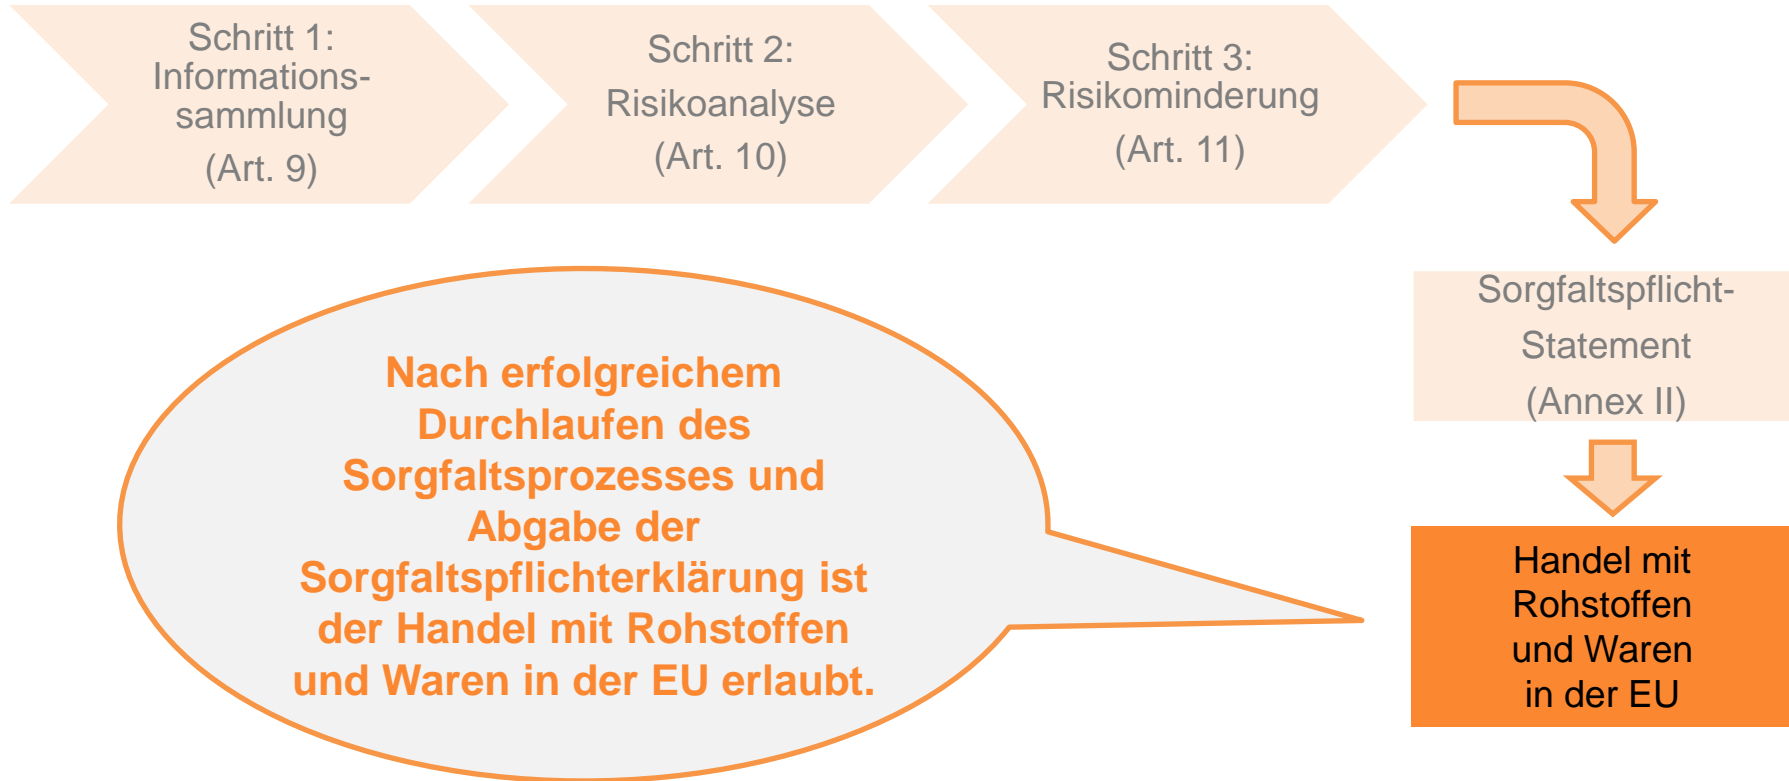 Schritt 1:
Informations-
sammlung
(Art. 9)
Schritt 2:
Risikoanalyse
(Art. 10)
Schritt 3:
Risikominderung
(Art. 11)
Sorgfaltspflicht-
Statement
(Annex II)
Nach erfolgreichem
Durchlaufen des
Sorgfaltsprozesses und
Abgabe der
Sorgfaltspflichterklärung ist
der Handel mit Rohstoffen
und Waren in der EU erlaubt.
Handel mit
Rohstoffen
und Waren
in der EU